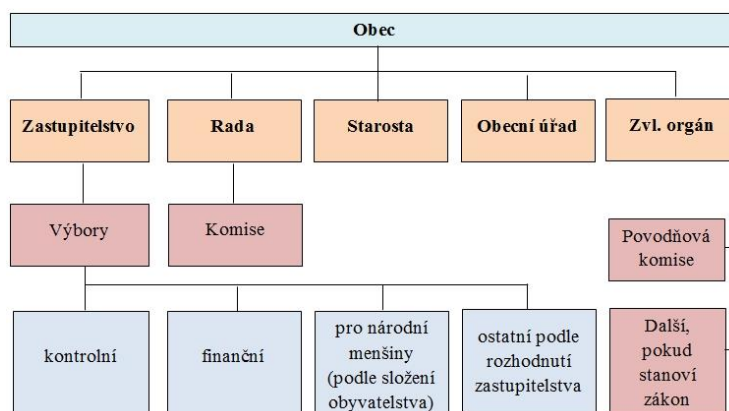 Obec
Zastupitelstvo
Rada
Starosta
Obecní úřad
Zvl. orgán
Výbory
Komise
Povodňová
komise
kontrolní
finanční
pro národní
menšiny
(podle složení
obyvatelstva)
ostatní podle
rozhodnutí
zastupitelstva
Další,
pokud
stanoví
zákon